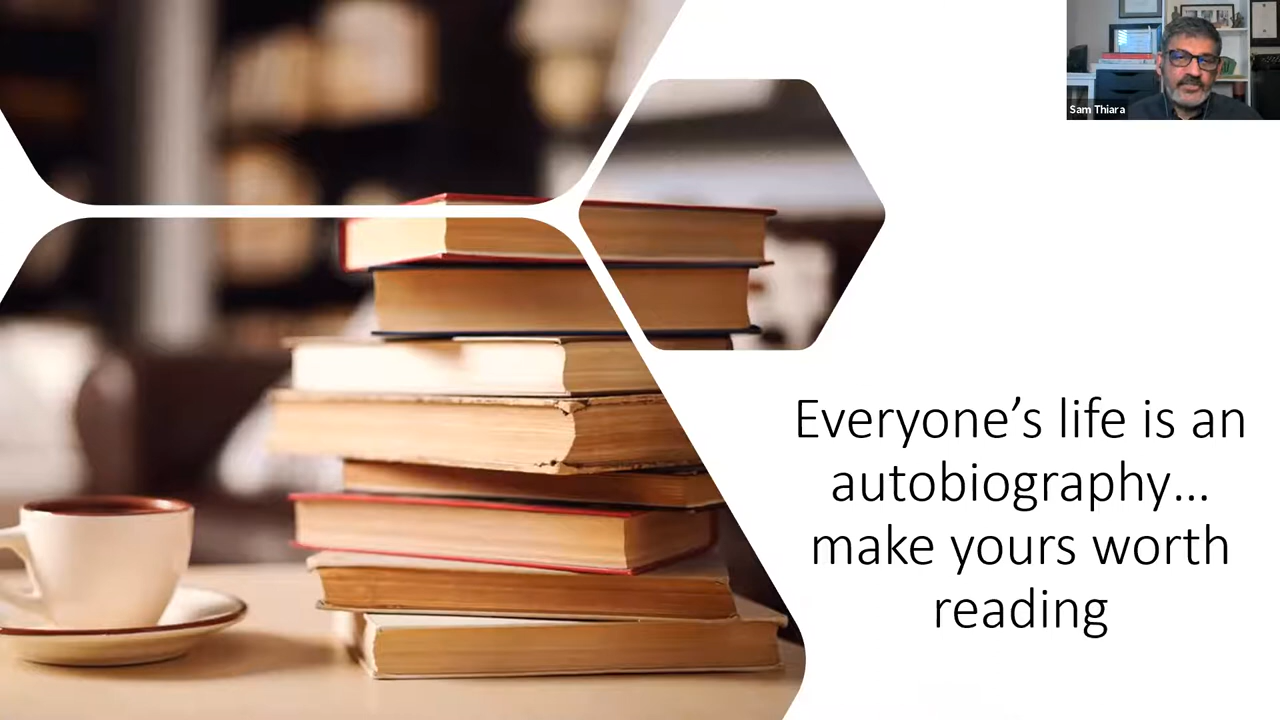 Sam Thiara
Everyone’s life is an
autobiography...
make yours worth
reading